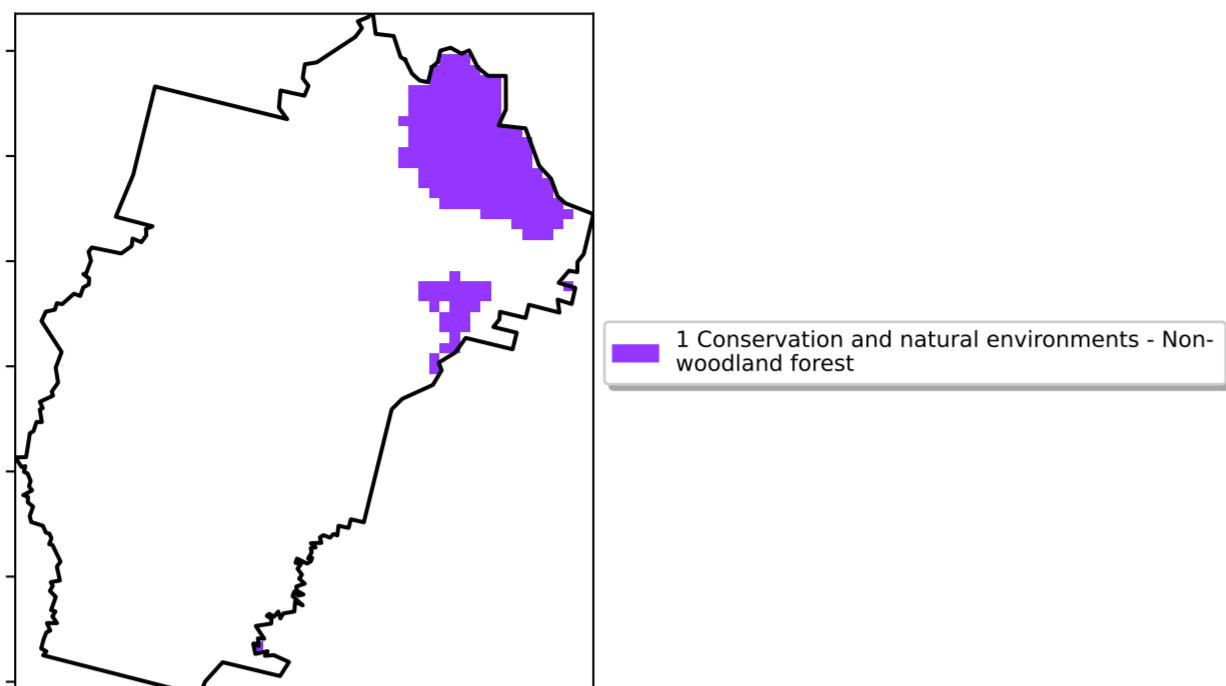 1 Conservation and natural environments - Non-
woodland forest